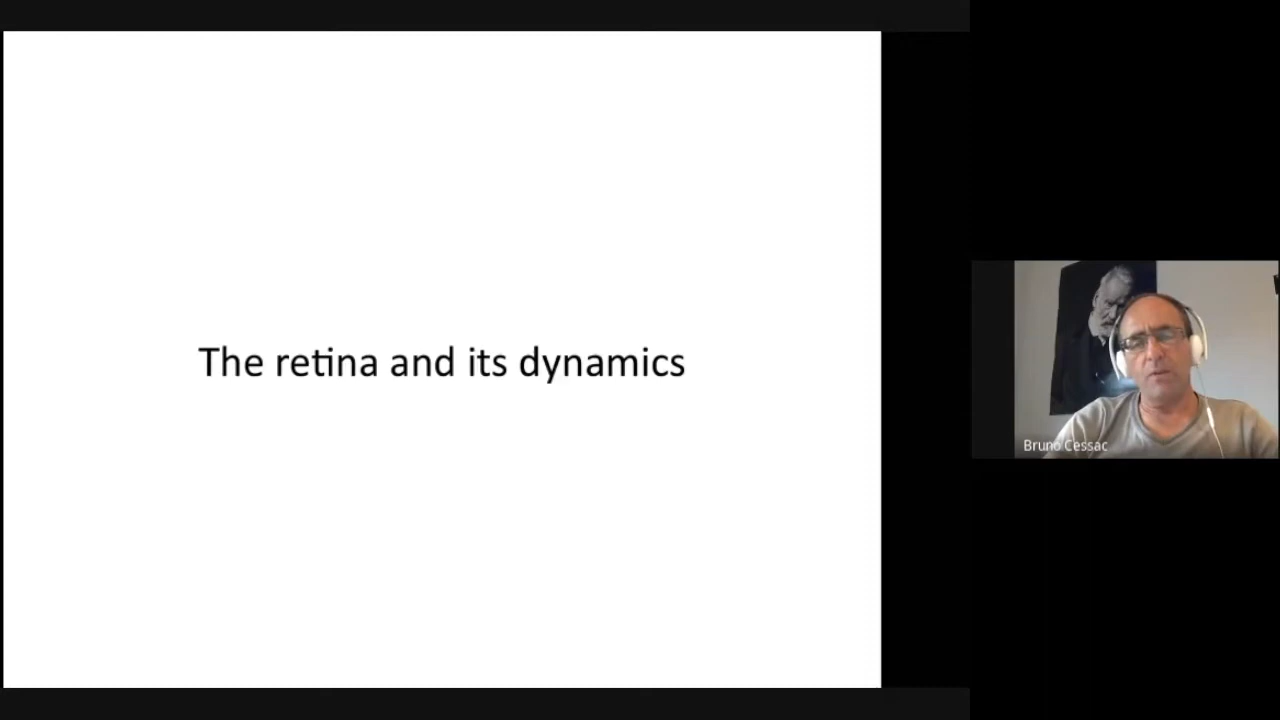 The retina and its dynamics
Bruno Cessac